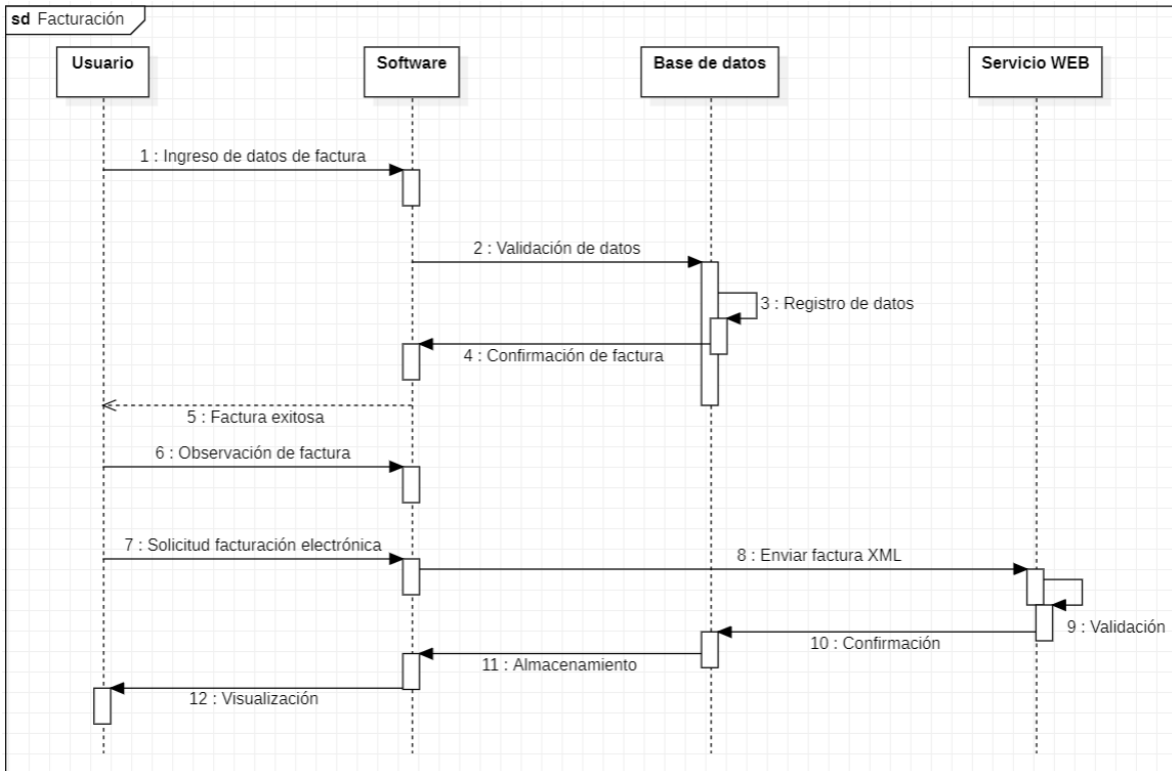 sd Facturación
Usuario
Software
Base de datos
Servicio WEB
1 : Ingreso de datos de factura
2 : Validación de datos
3 : Registro de datos
4 : Confirmación de factura
5 : Factura exitosa
6 : Observación de factura
7 : Solicitud facturación electrónica
8 : Enviar factura XML
9 : Validación
10 : Confirmación
11 : Almacenamiento
12 : Visualización